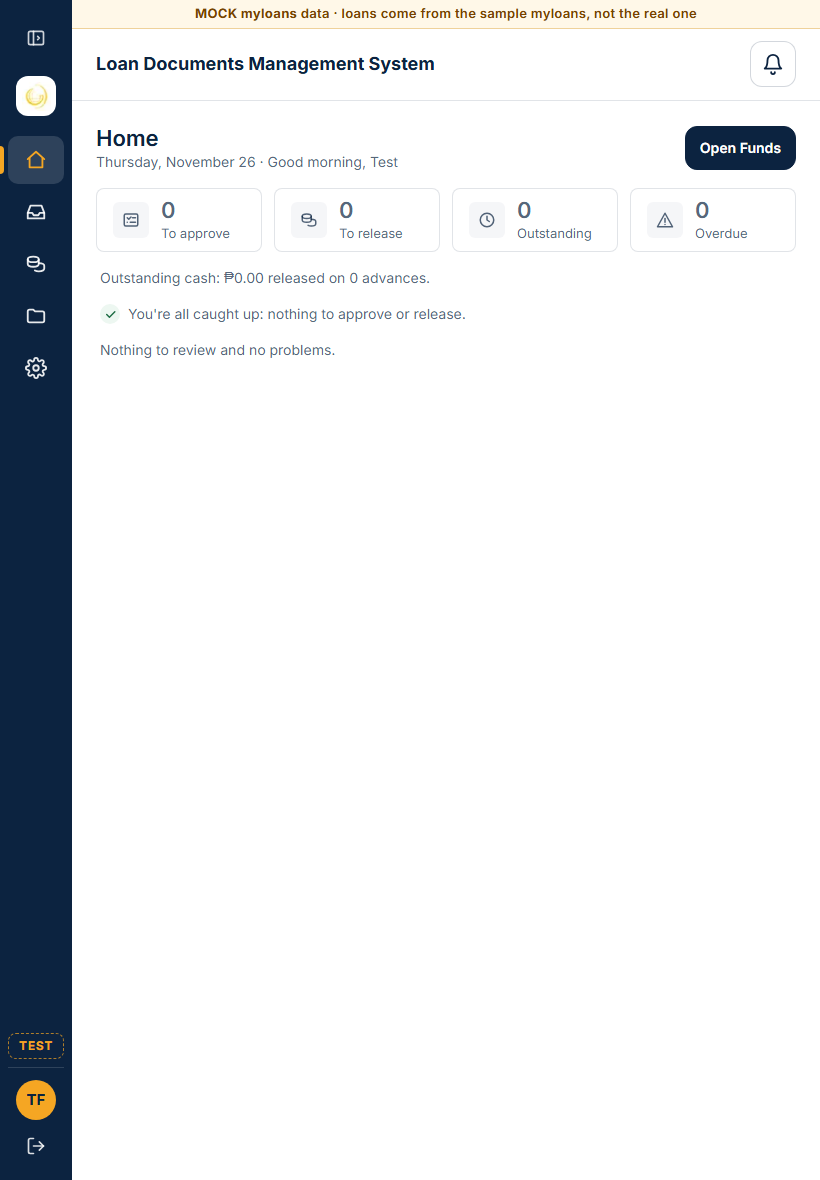 MOCK myloans data · loans come from the sample myloans, not the real one
Loan Documents Management System
Home
Thursday, November 26 · Good morning, Test
Open Funds
0
To approve
0
To release
0
Outstanding
0
Overdue
Outstanding cash: ₱0.00 released on 0 advances.
You're all caught up: nothing to approve or release.
Nothing to review and no problems.
TEST
TF